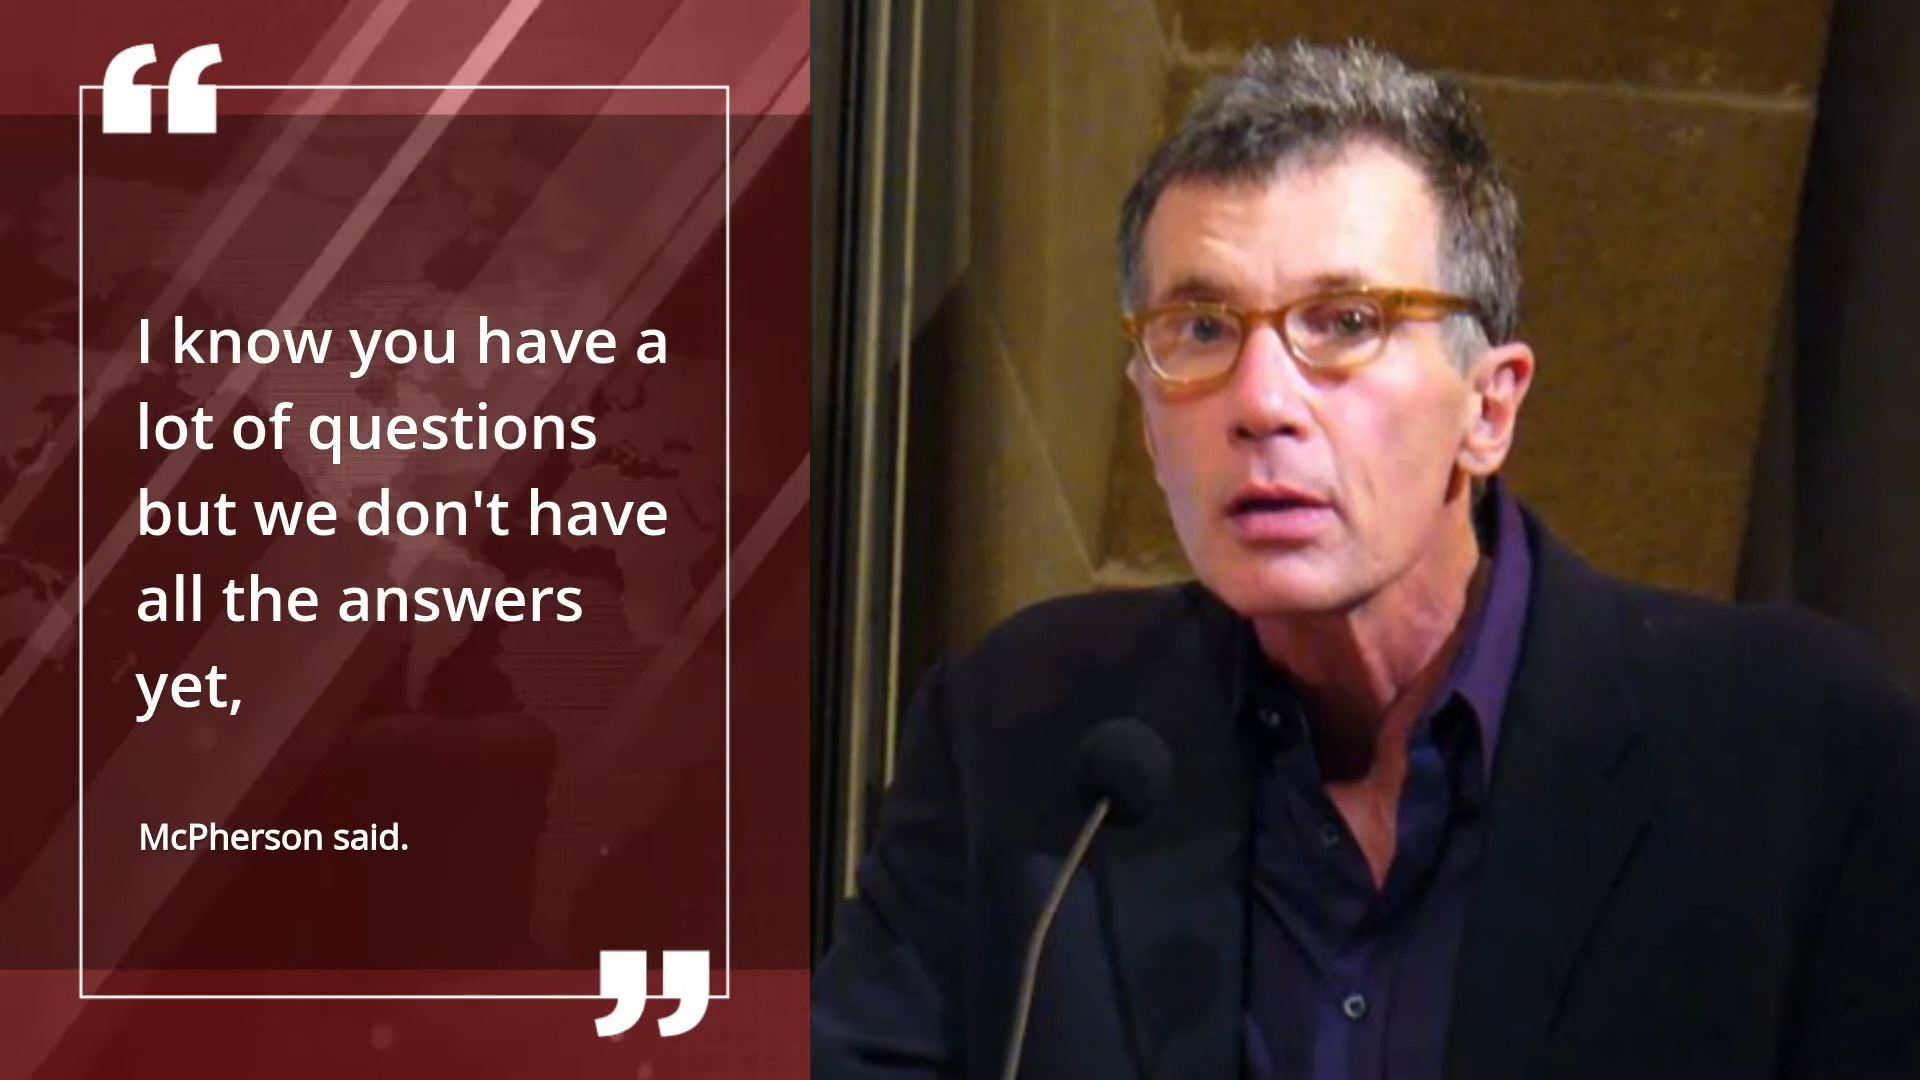 I know you have a
lot of questions
but we don't have
all the answers
yet,
McPherson said.